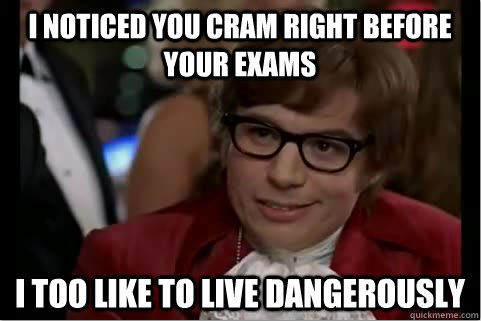 I NOTICED YOU CRAM RIGHT BEFORE
YOUR EXAMS
I TOO LIKE TO LIVE DANGEROUSLY
quickmeme.com